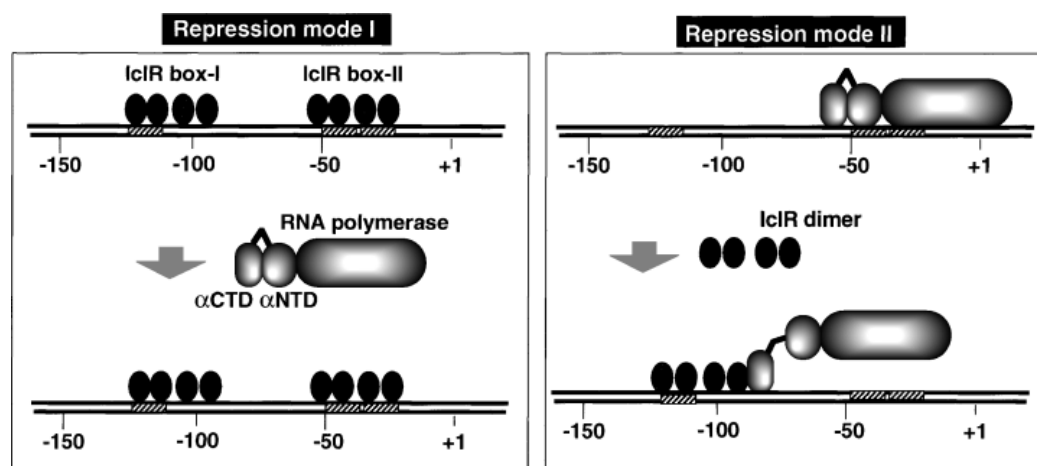 Repression mode I
IclR box-I IclR box-II
-150 -100 -50 +1
RNA polymerase
αCTD αNTD
-150 -100 -50 +1
Repression mode II
-150 -100 -50 +1
IclR dimer
-150 -100 -50 +1